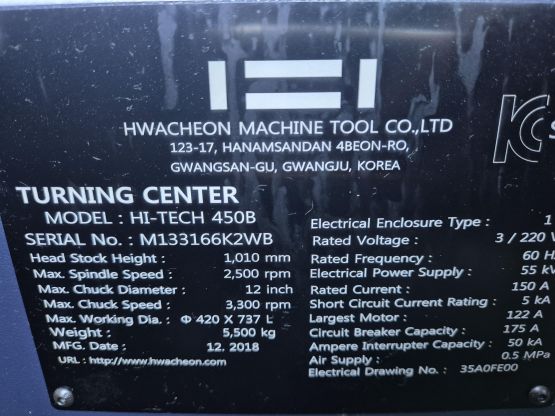 HWACHEON MACHINE TOOL CO.,LTD
123-17, HANAMSANDAN 4BEON-RO,
GWANGSAN-GU, GWANGJU, KOREA
KC S
TURNING CENTER
MODEL : HI-TECH 450B
SERIAL No. : M133166K2WB
Head Stock Height : 1,010 mm
Max. Spindle Speed : 2,500 rpm
Max. Chuck Diameter : 12 inch
Max. Chuck Speed : 3,300 rpm
Max. Working Dia. : Φ 420 X 737 L
Weight : 5,500 kg
MFG. Date : 12, 2018
URL : http://www.hwacheon.com
Electrical Enclosure Type : 1
Rated Voltage : 3 / 220 V
Rated Frequency : 60 H
Electrical Power Supply : 55 kV
Rated Current : 150 A
Short Circuit Current Rating : 5 kA
Largest Motor : 122 A
Circuit Breaker Capacity : 175 A
Ampere Interrupter Capacity : 50 kA
Air Supply : 0.5 MPa
Electrical Drawing No. : 35A0FE00